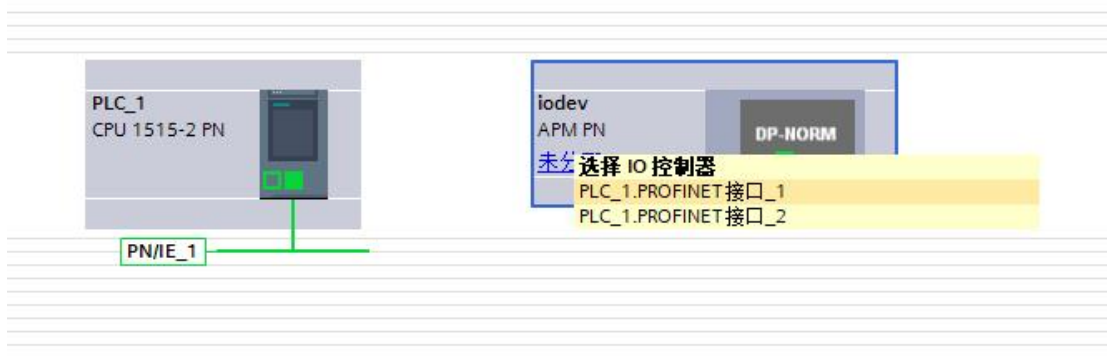 PLC_1
CPU 1515-2 PN
iodev
APM PN
DP-NORM
未分
选择 IO 控制器
PLC_1.PROFINET接口_1
PLC_1.PROFINET接口_2
PN/IE_1